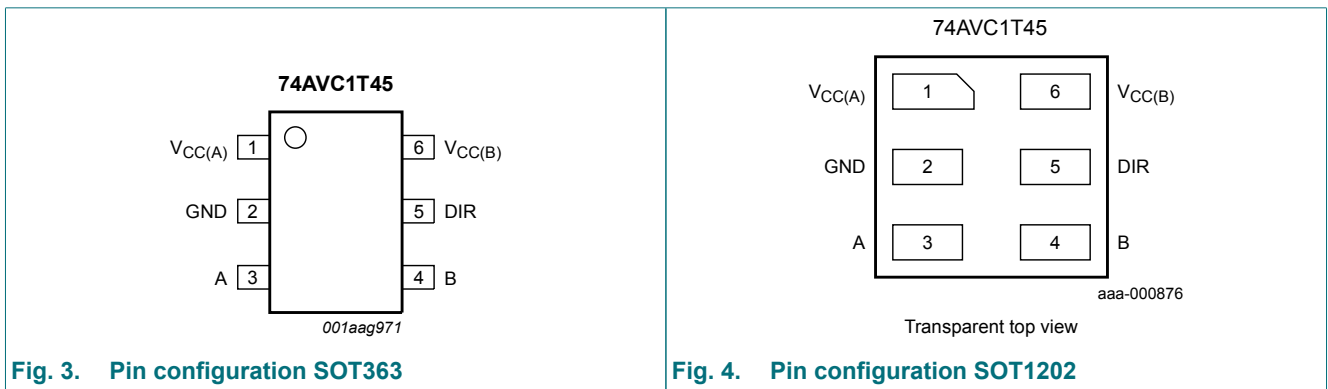 74AVC1T45
VCC(A) 1 6 VCC(B)
GND 2 5 DIR
A 3 4 B
001aag971
Fig. 3. Pin configuration SOT363
74AVC1T45
VCC(A) 1 6 VCC(B)
GND 2 5 DIR
A 3 4 B
aaa-000876
Transparent top view
Fig. 4. Pin configuration SOT1202